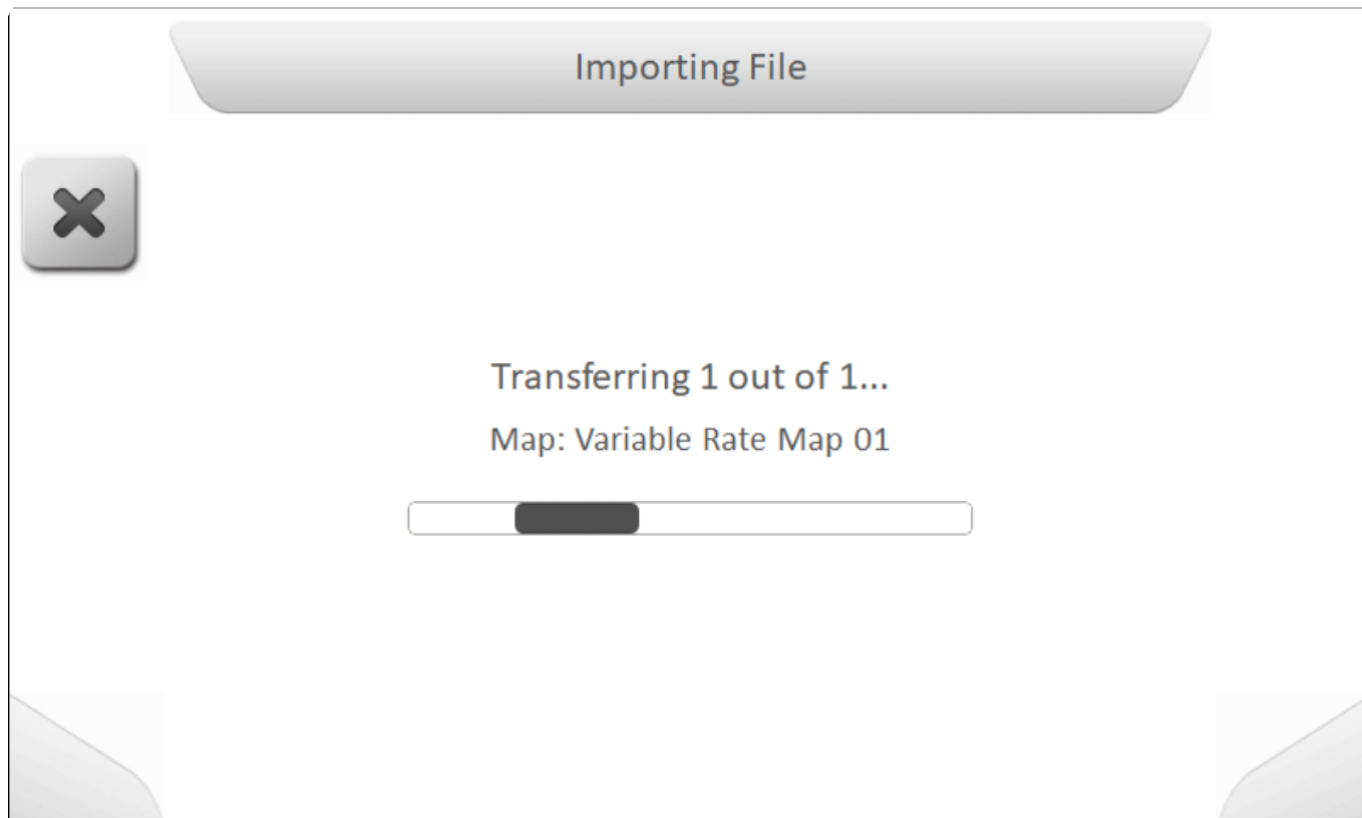 Importing File
Transferring 1 out of 1...
Map: Variable Rate Map 01